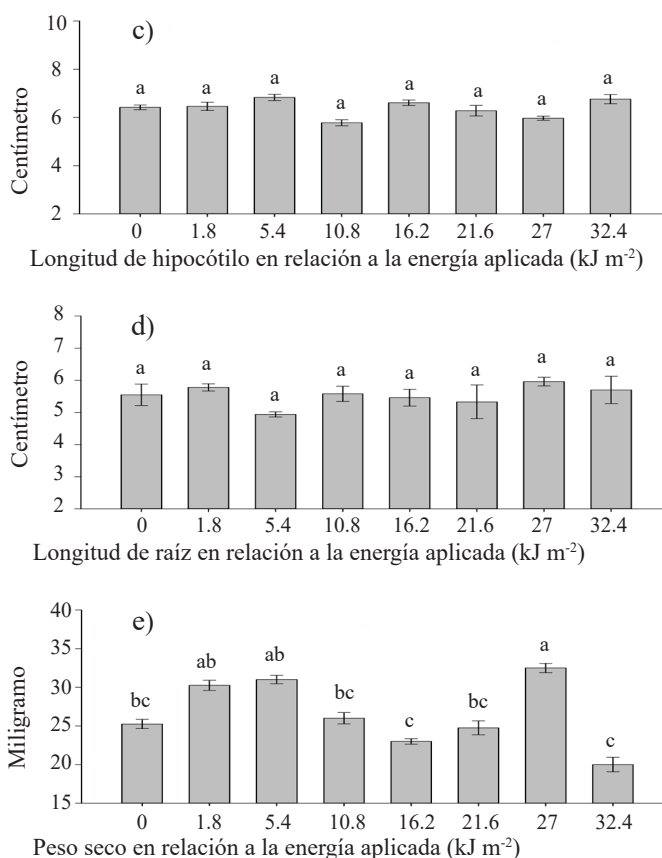 c)
Centímetro
10
8
6
4
2
a a a a a a a a
0 1.8 5.4 10.8 16.2 21.6 27 32.4
Longitud de hipocótilo en relación a la energía aplicada (kJ m-2)
d)
Centímetro
8
7
6
5
4
3
2
a a a a a a a a
0 1.8 5.4 10.8 16.2 21.6 27 32.4
Longitud de raíz en relación a la energía aplicada (kJ m-2)
e)
Miligramo
40
35
30
25
20
15
bc ab ab bc c bc a c
0 1.8 5.4 10.8 16.2 21.6 27 32.4
Peso seco en relación a la energía aplicada (kJ m-2)